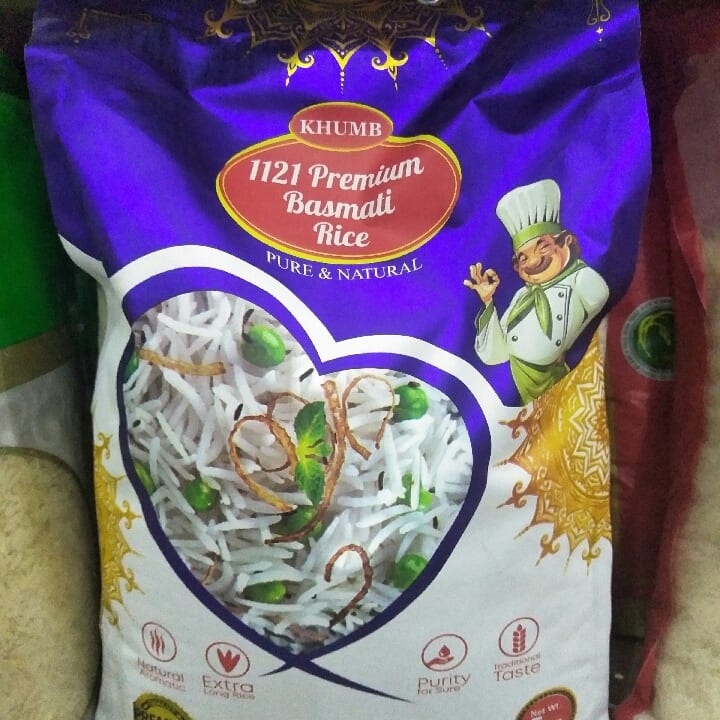 KHUMB
1121 Premium
Basmati
Rice
PURE & NATURAL
Natural
Aromatic
Extra
Long Rice
Purity
for Sure
Traditional
Taste
Net Wt.